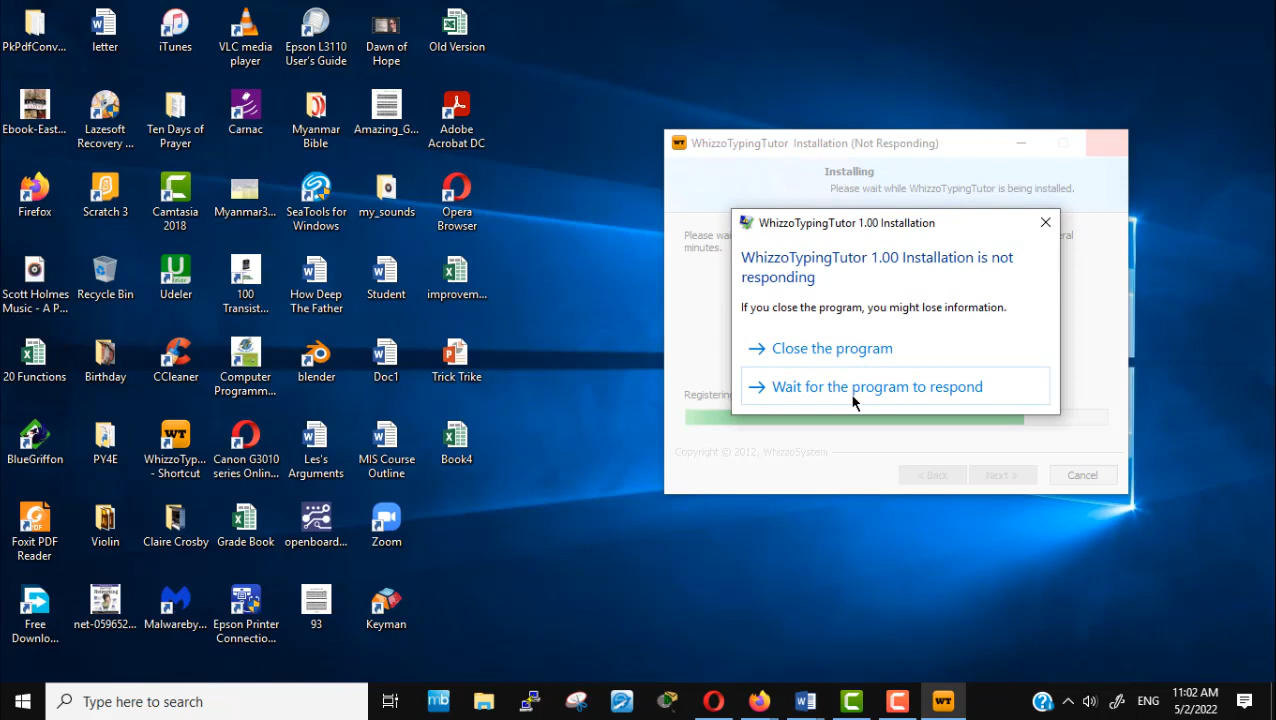 PkPdfConv...
letter
iTunes
VLC media
player
Epson L3110
User's Guide
Dawn of
Hope
Old Version
Ebook-East...
Lazesoft
Recovery ...
Ten Days of
Prayer
Carnac
Myanmar
Bible
Amazing_G...
Adobe
Acrobat DC
Firefox
Scratch 3
Camtasia
2018
Myanmar3...
SeaTools for
Windows
my_sounds
Opera
Browser
Scott Holmes
Music - A P...
Recycle Bin
Udeler
100
Transist...
How Deep
The Father
Student
improvem...
20 Functions
Birthday
CCleaner
Computer
Programm...
blender
Doc1
Trick Trike
BlueGriffon
PY4E
WT
WhizzoTyp...
- Shortcut
Canon G3010
series Onlin...
Les's
Arguments
MIS Course
Outline
Book4
Foxit PDF
Reader
Violin
Claire Crosby
Grade Book
openboard...
Zoom
Free
Downlo...
net-059652...
Malwareby...
Epson Printer
Connectio...
93
Keyman
WT WhizzoTypingTutor Installation (Not Responding)
Installing
Please wait while WhizzoTypingTutor is being installed.
Please wai
eral
minutes.
Registering
Copyright © 2012, WhizzoSystem
< Back
Next >
Cancel
WhizzoTypingTutor 1.00 Installation
WhizzoTypingTutor 1.00 Installation is not
responding
If you close the program, you might lose information.
Close the program
Wait for the program to respond
Type here to search
mb
WT
ENG
11:02 AM
5/2/2022